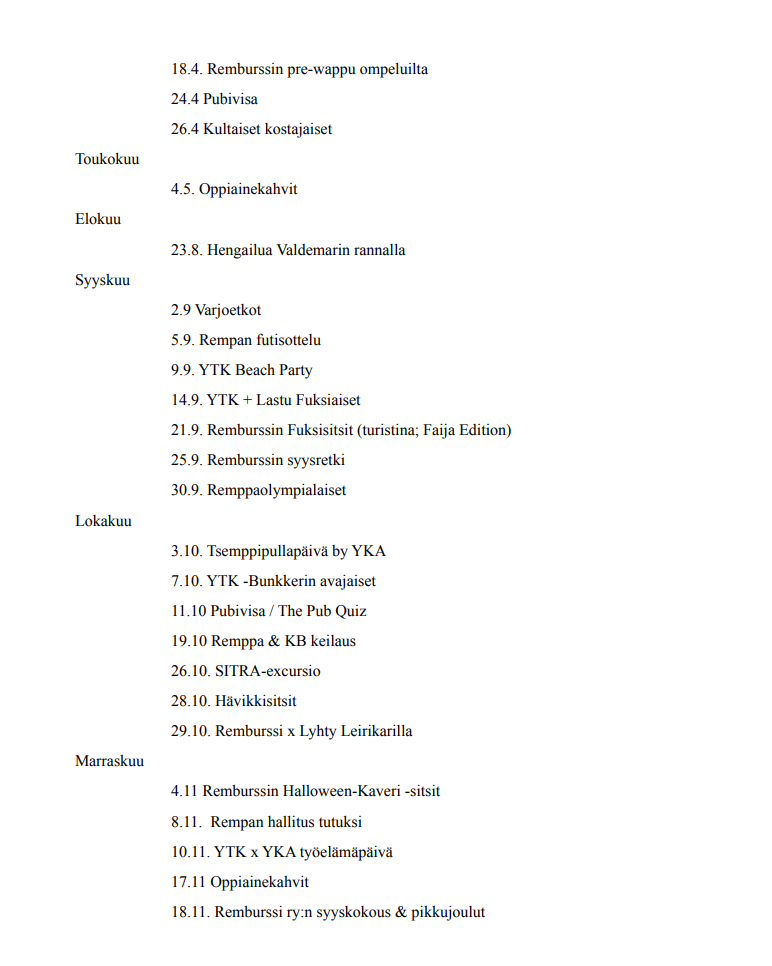 18.4. Remburssin pre-wappu ompeluilta
24.4 Pubivisa
26.4 Kultaiset kostajaiset
Toukokuu
4.5. Oppiainekahvit
Elokuu
23.8. Hengailua Valdemarin rannalla
Syyskuu
2.9 Varjoetkot
5.9. Rempan futisottelu
9.9. YTK Beach Party
14.9. YTK + Lastu Fuksiaiset
21.9. Remburssin Fuksisitsit (turistina; Faija Edition)
25.9. Remburssin syysretki
30.9. Remppaolympialaiset
Lokakuu
3.10. Tsemppipullapäivä by YKA
7.10. YTK -Bunkkerin avajaiset
11.10 Pubivisa / The Pub Quiz
19.10 Remppa & KB keilaus
26.10. SITRA-excursio
28.10. Hävikkisitsit
29.10. Remburssi x Lyhty Leirikarilla
Marraskuu
4.11 Remburssin Halloween-Kaveri -sitsit
8.11.  Rempan hallitus tutuksi
10.11. YTK x YKA työelämäpäivä
17.11 Oppiainekahvit
18.11. Remburssi ry:n syyskokous & pikkujoulut